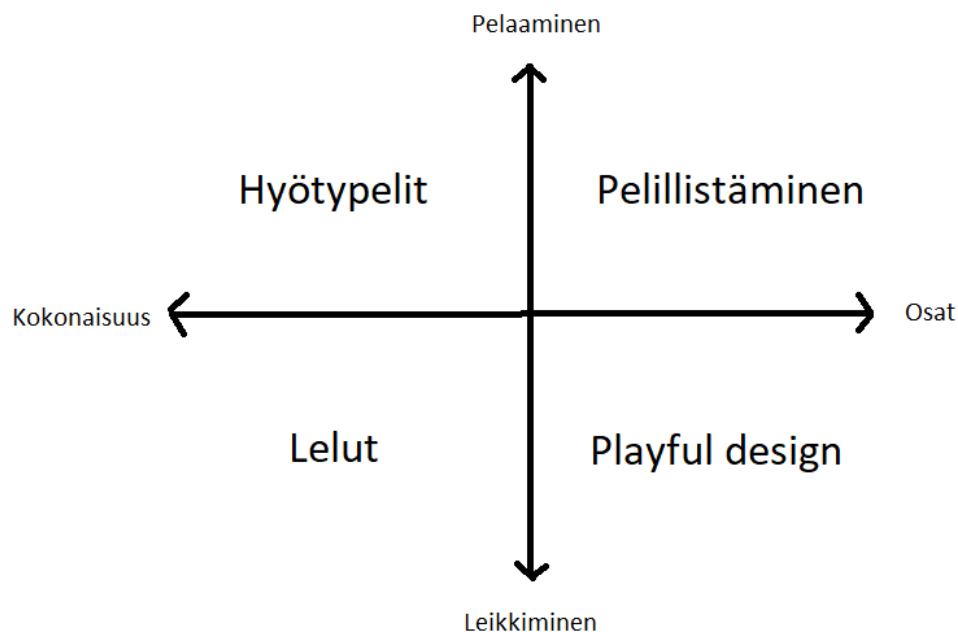 Pelaaminen
Hyötypelit
Pelillistäminen
Kokonaisuus
Osat
Lelut
Playful design
Leikkiminen